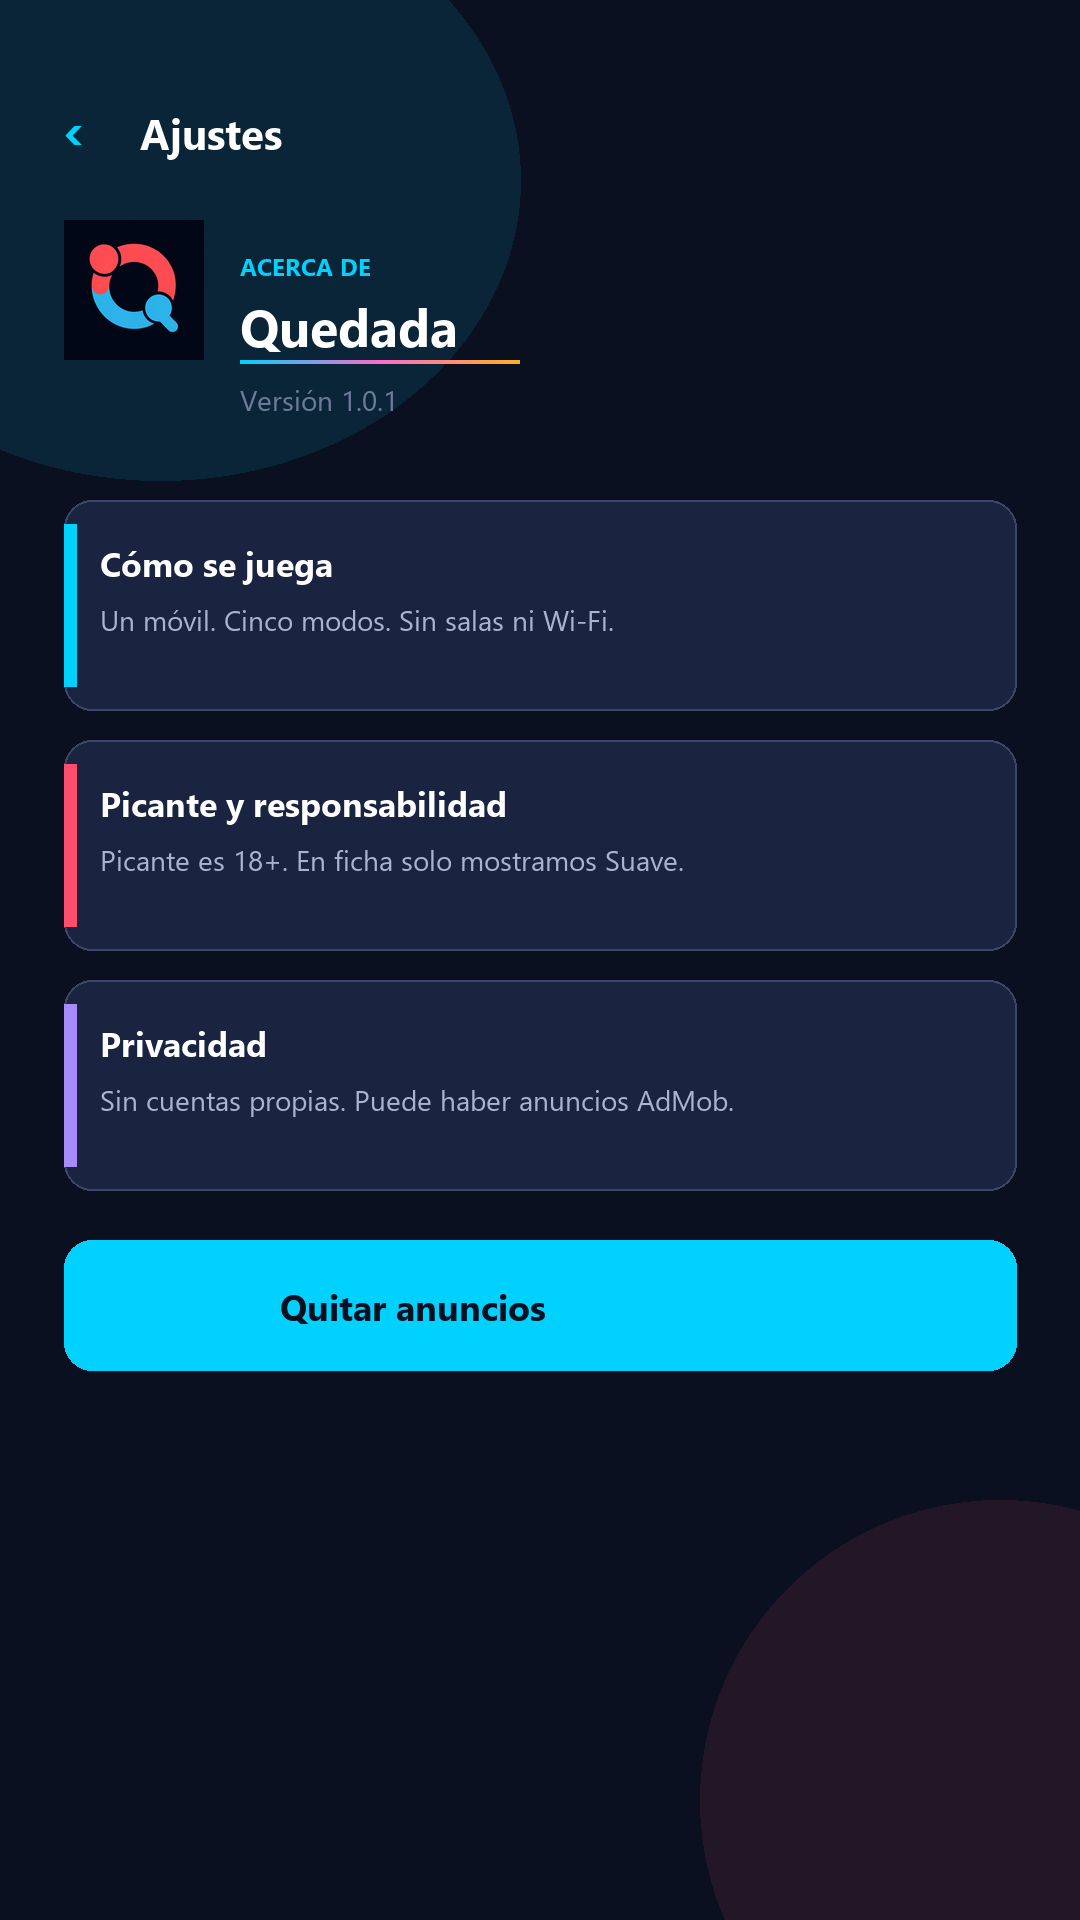 Ajustes
ACERCA DE
Quedada
Versión 1.0.1
Cómo se juega
Un móvil. Cinco modos. Sin salas ni Wi-Fi.
Picante y responsabilidad
Picante es 18+. En ficha solo mostramos Suave.
Privacidad
Sin cuentas propias. Puede haber anuncios AdMob.
Quitar anuncios